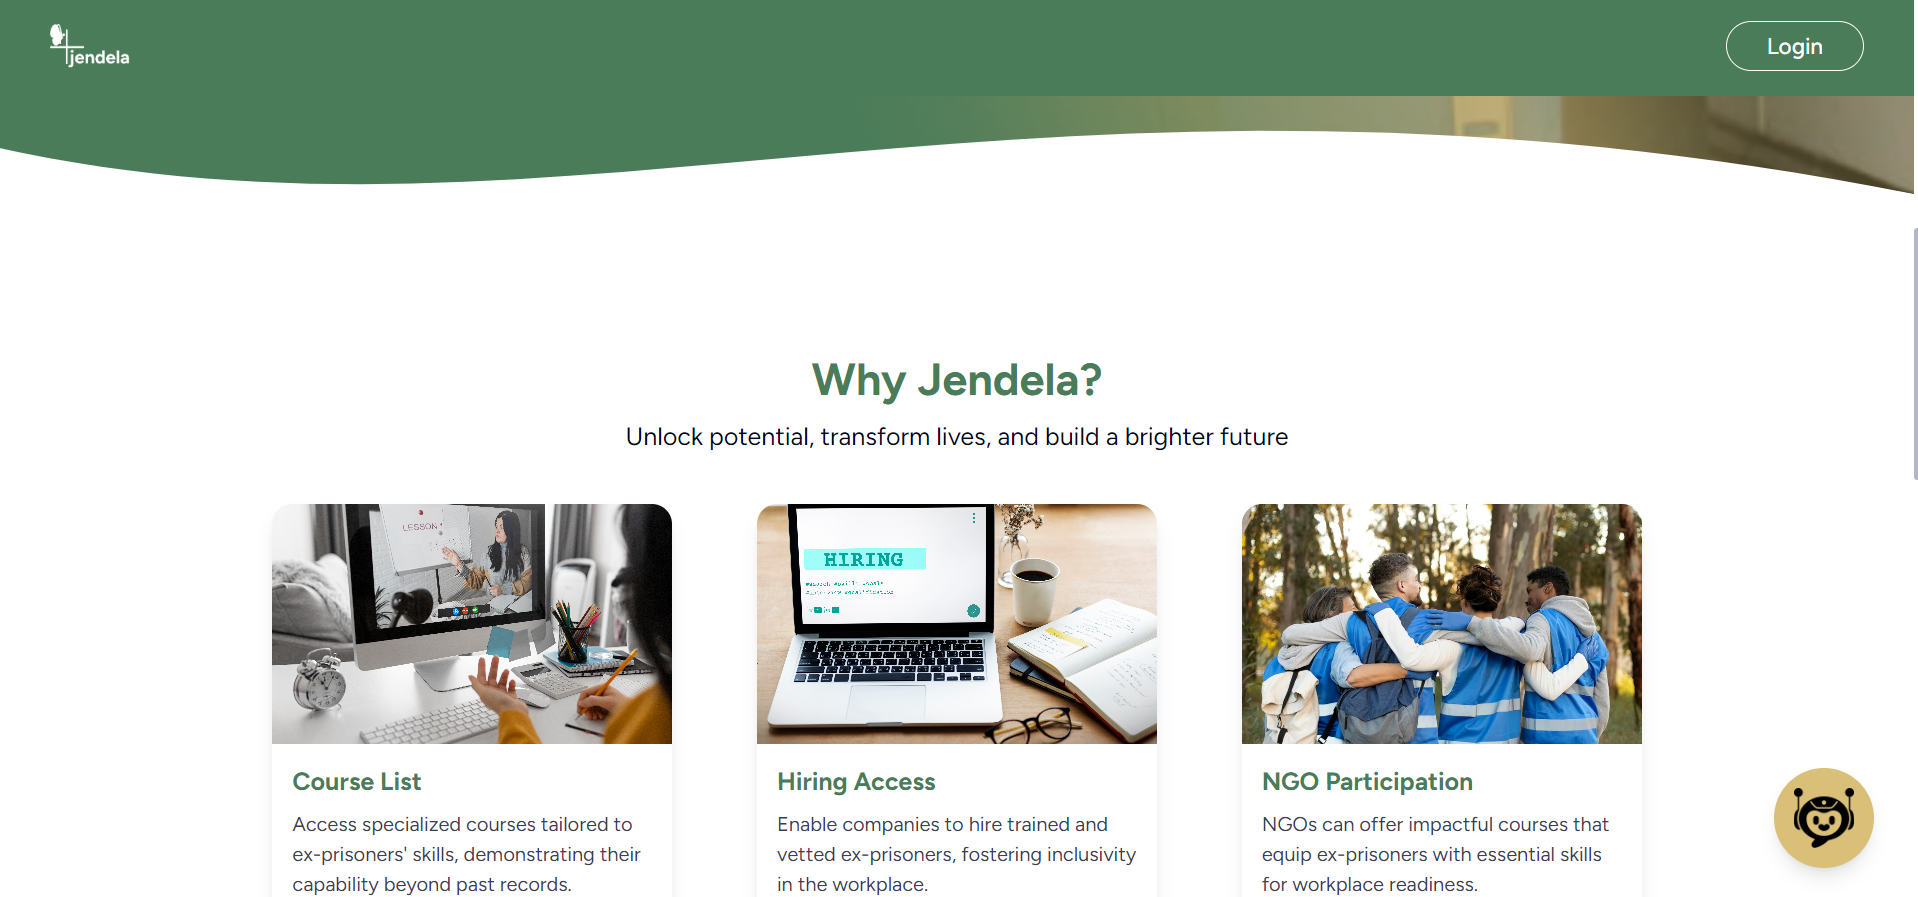 jendela
Login
Why Jendela?
Unlock potential, transform lives, and build a brighter future
LESSON
HIRING
Course List
Access specialized courses tailored to
ex-prisoners' skills, demonstrating their
capability beyond past records.
Hiring Access
Enable companies to hire trained and
vetted ex-prisoners, fostering inclusivity
in the workplace.
NGO Participation
NGOs can offer impactful courses that
equip ex-prisoners with essential skills
for workplace readiness.